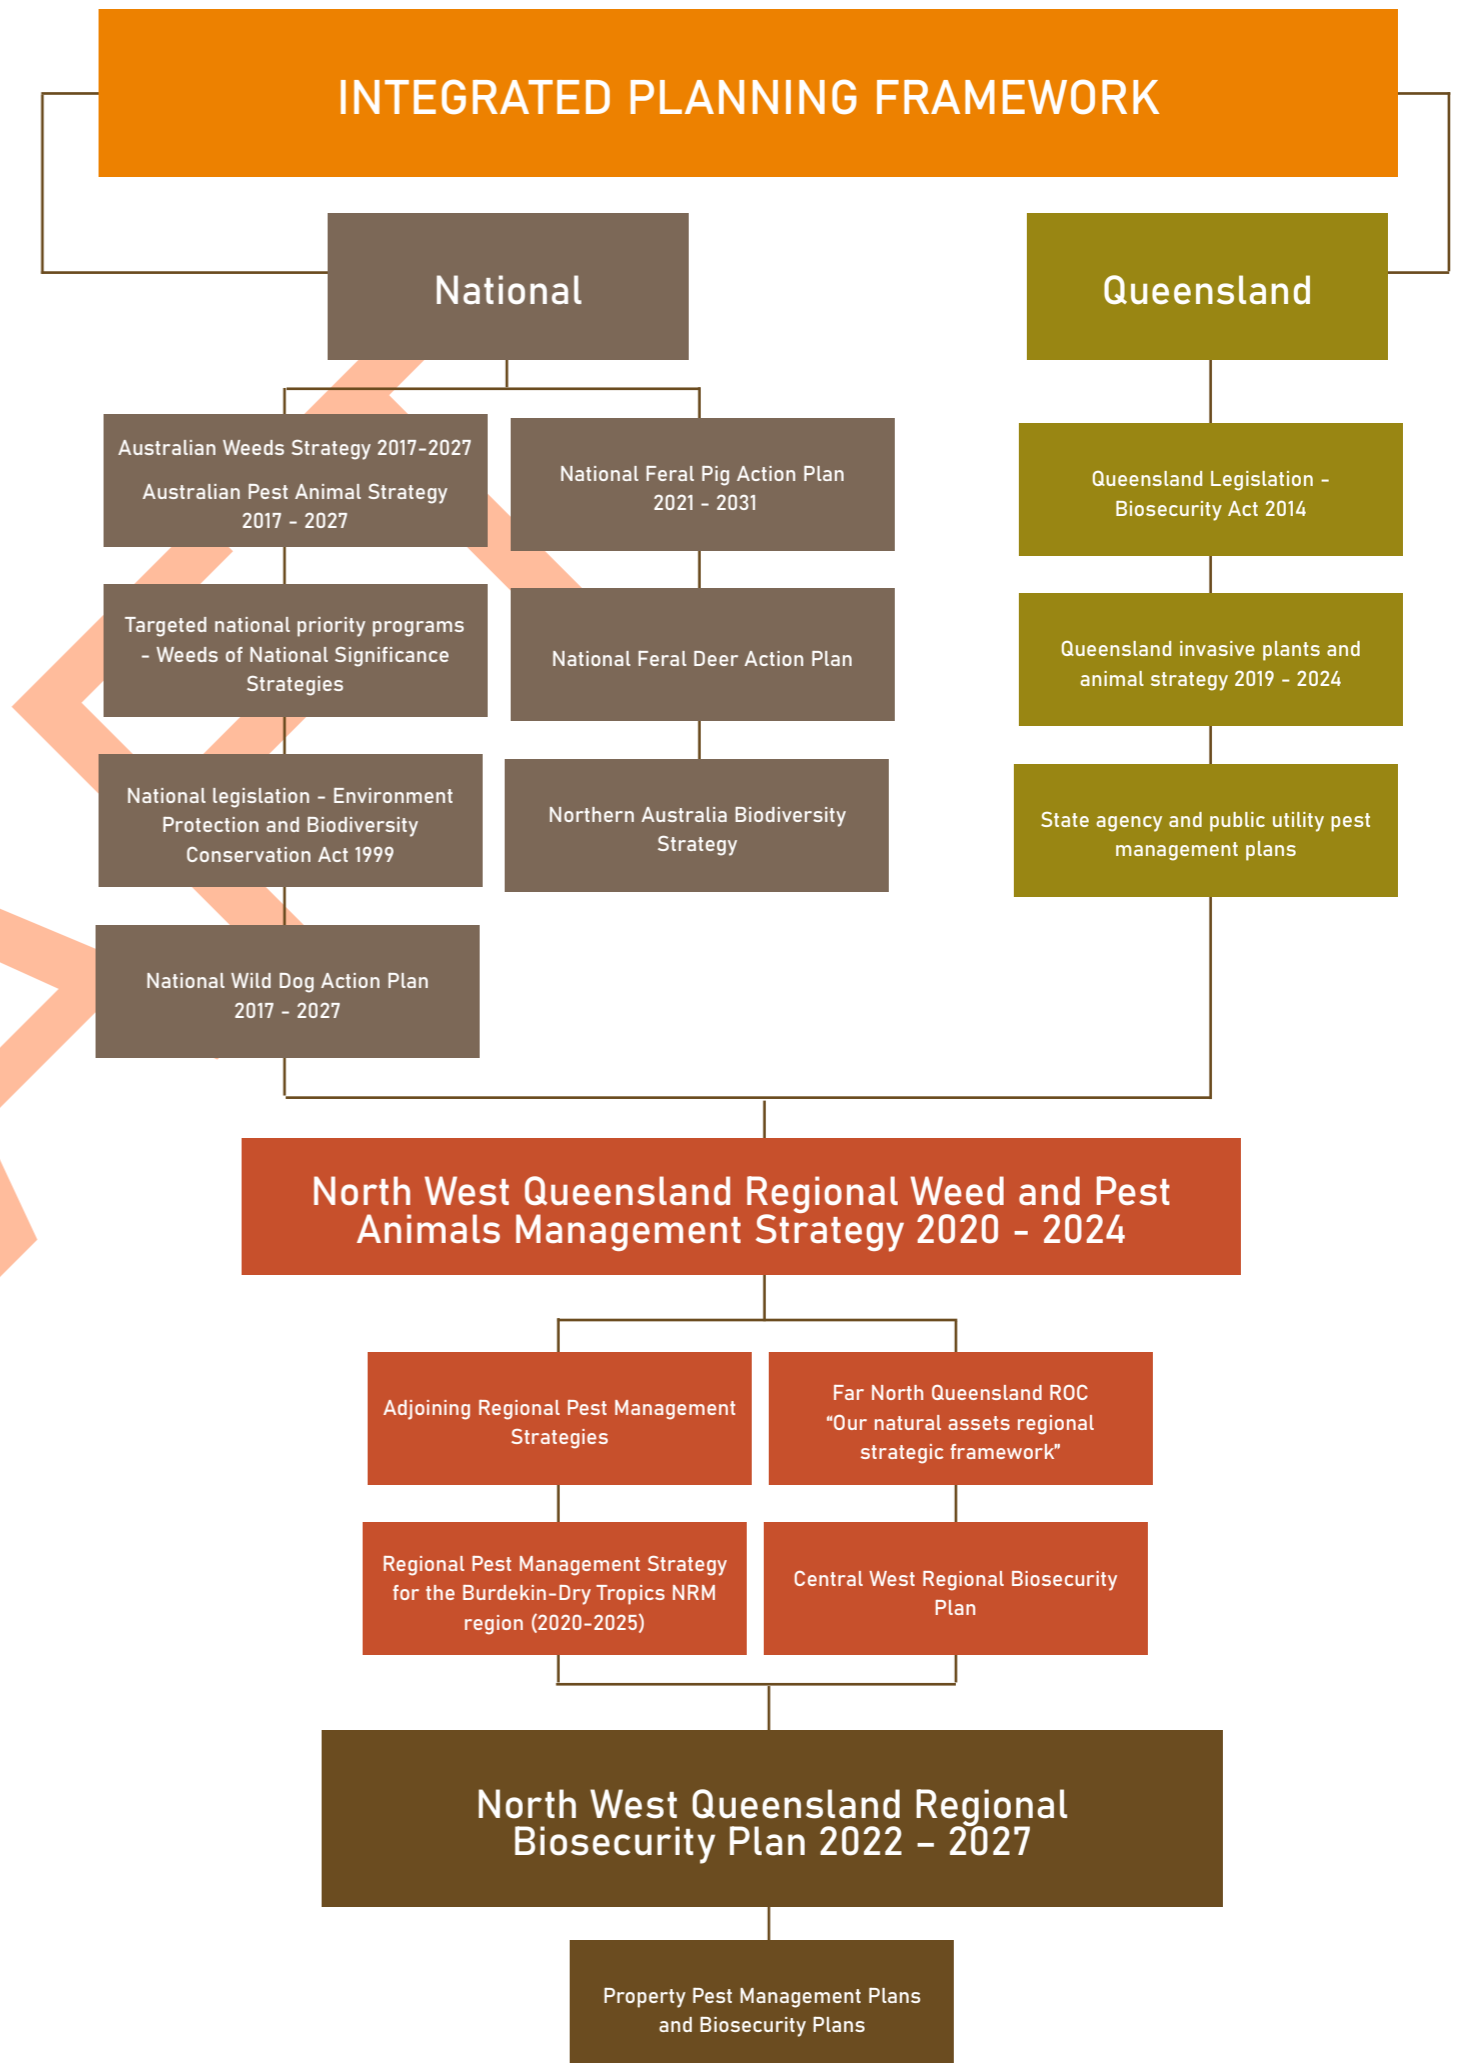 INTEGRATED PLANNING FRAMEWORK
National
Queensland
Australian Weeds Strategy 2017-2027
Australian Pest Animal Strategy
2017 - 2027
Targeted national priority programs
- Weeds of National Significance
Strategies
National legislation - Environment
Protection and Biodiversity
Conservation Act 1999
National Wild Dog Action Plan
2017 - 2027
National Feral Pig Action Plan
2021 - 2031
National Feral Deer Action Plan
Northern Australia Biodiversity
Strategy
Queensland Legislation -
Biosecurity Act 2014
Queensland invasive plants and
animal strategy 2019 - 2024
State agency and public utility pest
management plans
North West Queensland Regional Weed and Pest
Animals Management Strategy 2020 - 2024
Adjoining Regional Pest Management
Strategies
Regional Pest Management Strategy
for the Burdekin-Dry Tropics NRM
region (2020-2025)
Far North Queensland ROC
“Our natural assets regional
strategic framework”
Central West Regional Biosecurity
Plan
North West Queensland Regional
Biosecurity Plan 2022 – 2027
Property Pest Management Plans
and Biosecurity Plans